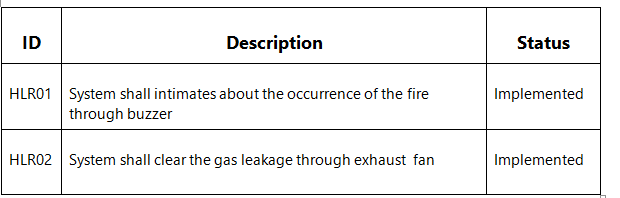 ID Description Status
HLR01 System shall intimates about the occurrence of the fire Implemented
through buzzer
HLR02 System shall clear the gas leakage through exhaust fan Implemented